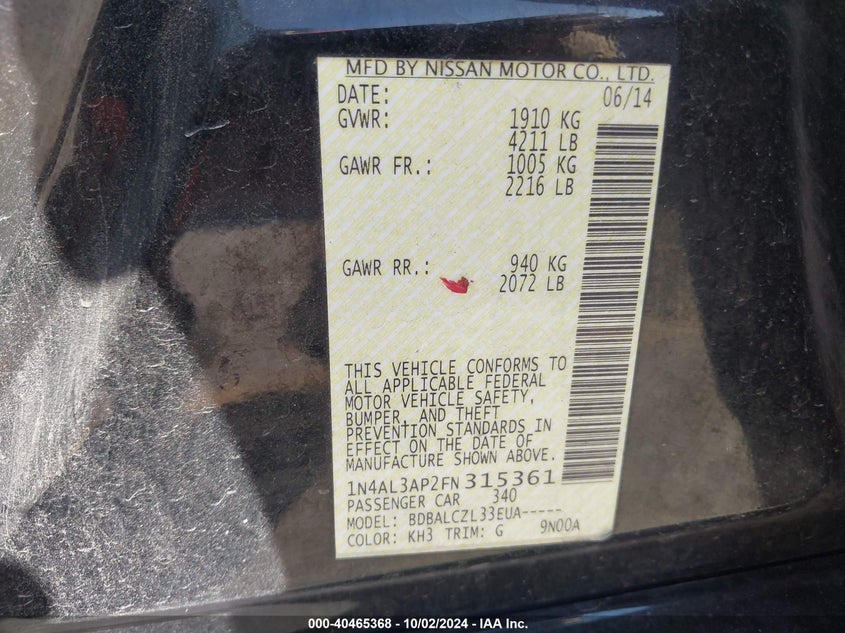 MFD BY NISSAN MOTOR CO., LTD.
DATE: 06/14
GVWR: 1910 KG
4211 LB
GAWR FR.: 1005 KG
2216 LB
GAWR RR.: 940 KG
2072 LB
THIS VEHICLE CONFORMS TO
ALL APPLICABLE FEDERAL
MOTOR VEHICLE SAFETY,
BUMPER, AND THEFT
PREVENTION STANDARDS IN
EFFECT ON THE DATE OF
MANUFACTURE SHOWN ABOVE.
1N4AL3AP2FN315361
PASSENGER CAR 340
MODEL: BDBALCZL33EUA-----
COLOR: KH3 TRIM: G 9N00A
000-40465368 - 10/02/2024 - IAA Inc.